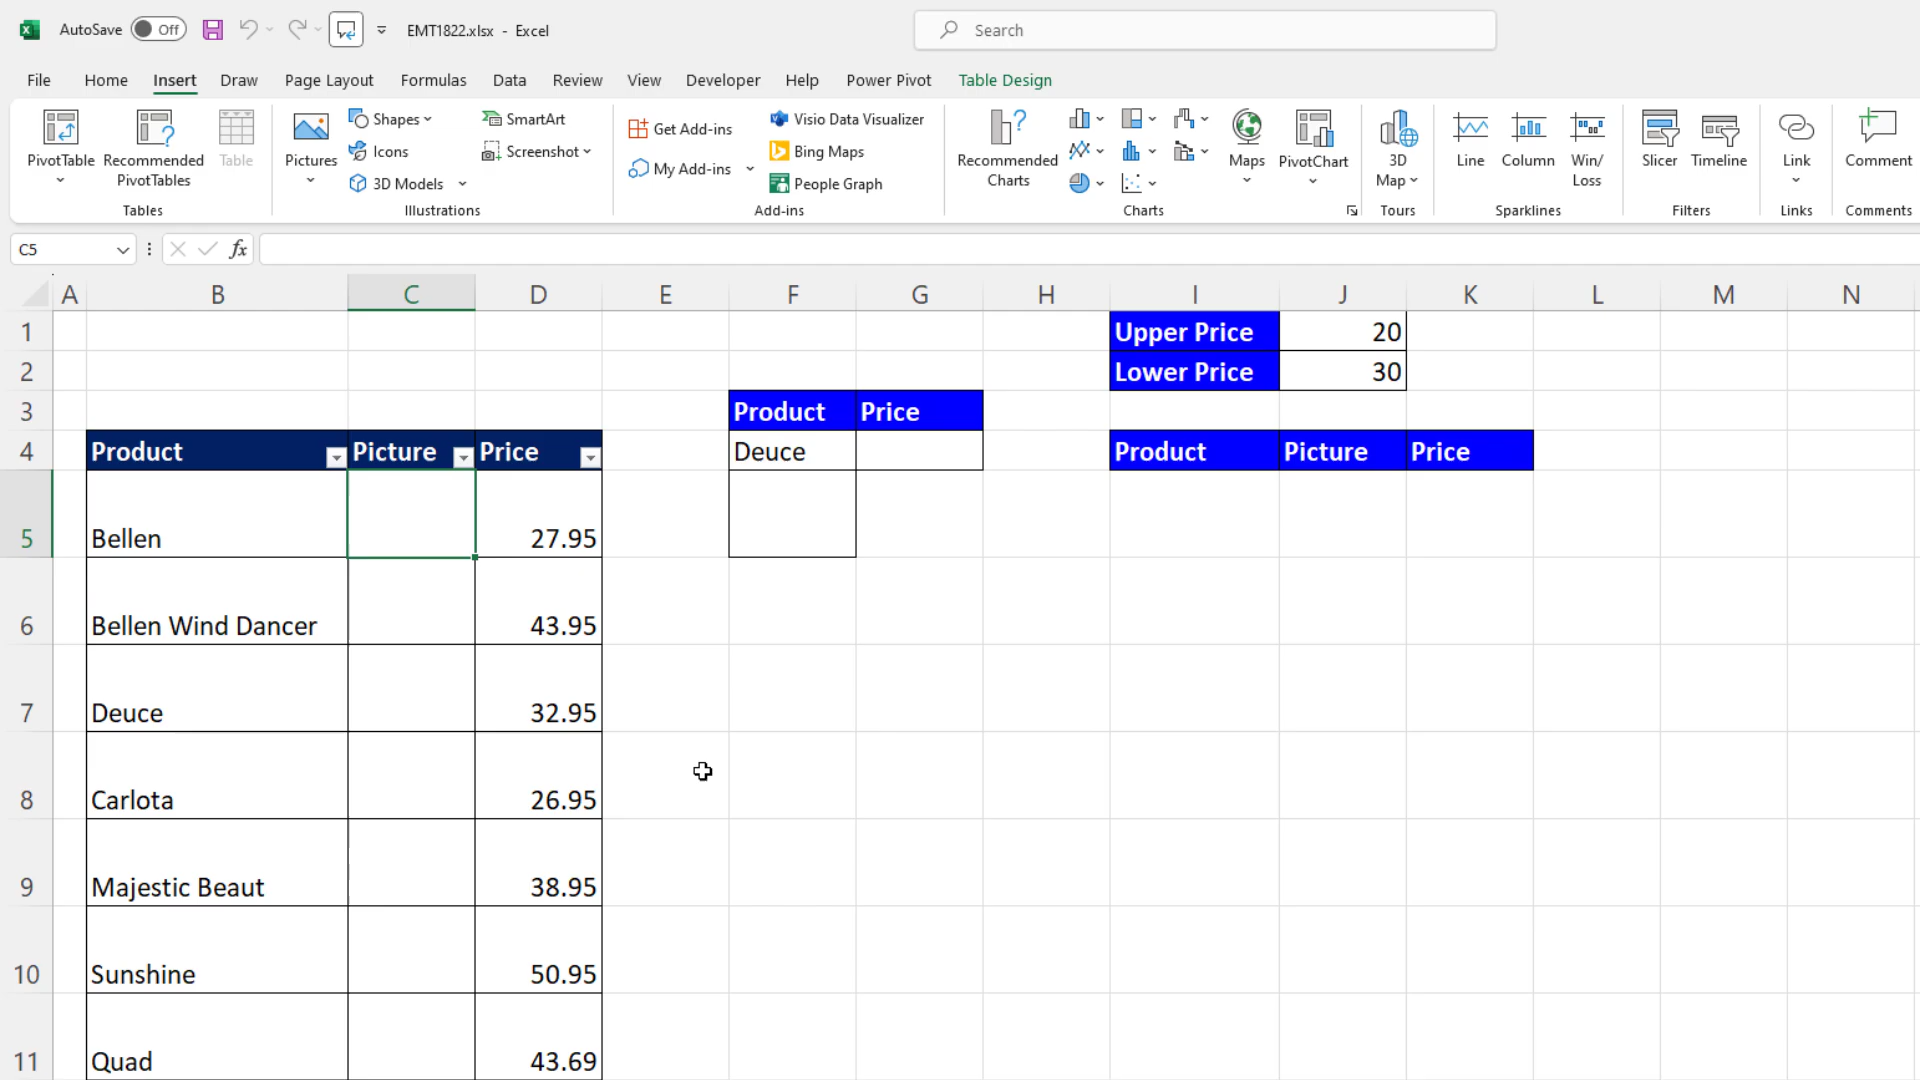 AutoSave Off EMT1822.xlsx - Excel Search
File Home Insert Draw Page Layout Formulas Data Review View Developer Help Power Pivot Table Design
PivotTable
Recommended
PivotTables
Table
Tables
Pictures
Shapes
Icons
3D Models
SmartArt
Screenshot
Illustrations
Get Add-ins
My Add-ins
Visio Data Visualizer
Bing Maps
People Graph
Add-ins
Recommended
Charts
Maps
PivotChart
Charts
3D
Map
Tours
Line
Column
Win/
Loss
Sparklines
Slicer
Timeline
Filters
Link
Links
Comment
Comments
C5 fx
A B C D E F G H I J K L M N
1 Upper Price 20
2 Lower Price 30
3 Product Price
4 Product Picture Price Deuce Product Picture Price
5 Bellen 27.95
6 Bellen Wind Dancer 43.95
7 Deuce 32.95
8 Carlota 26.95
9 Majestic Beaut 38.95
10 Sunshine 50.95
11 Quad 43.69